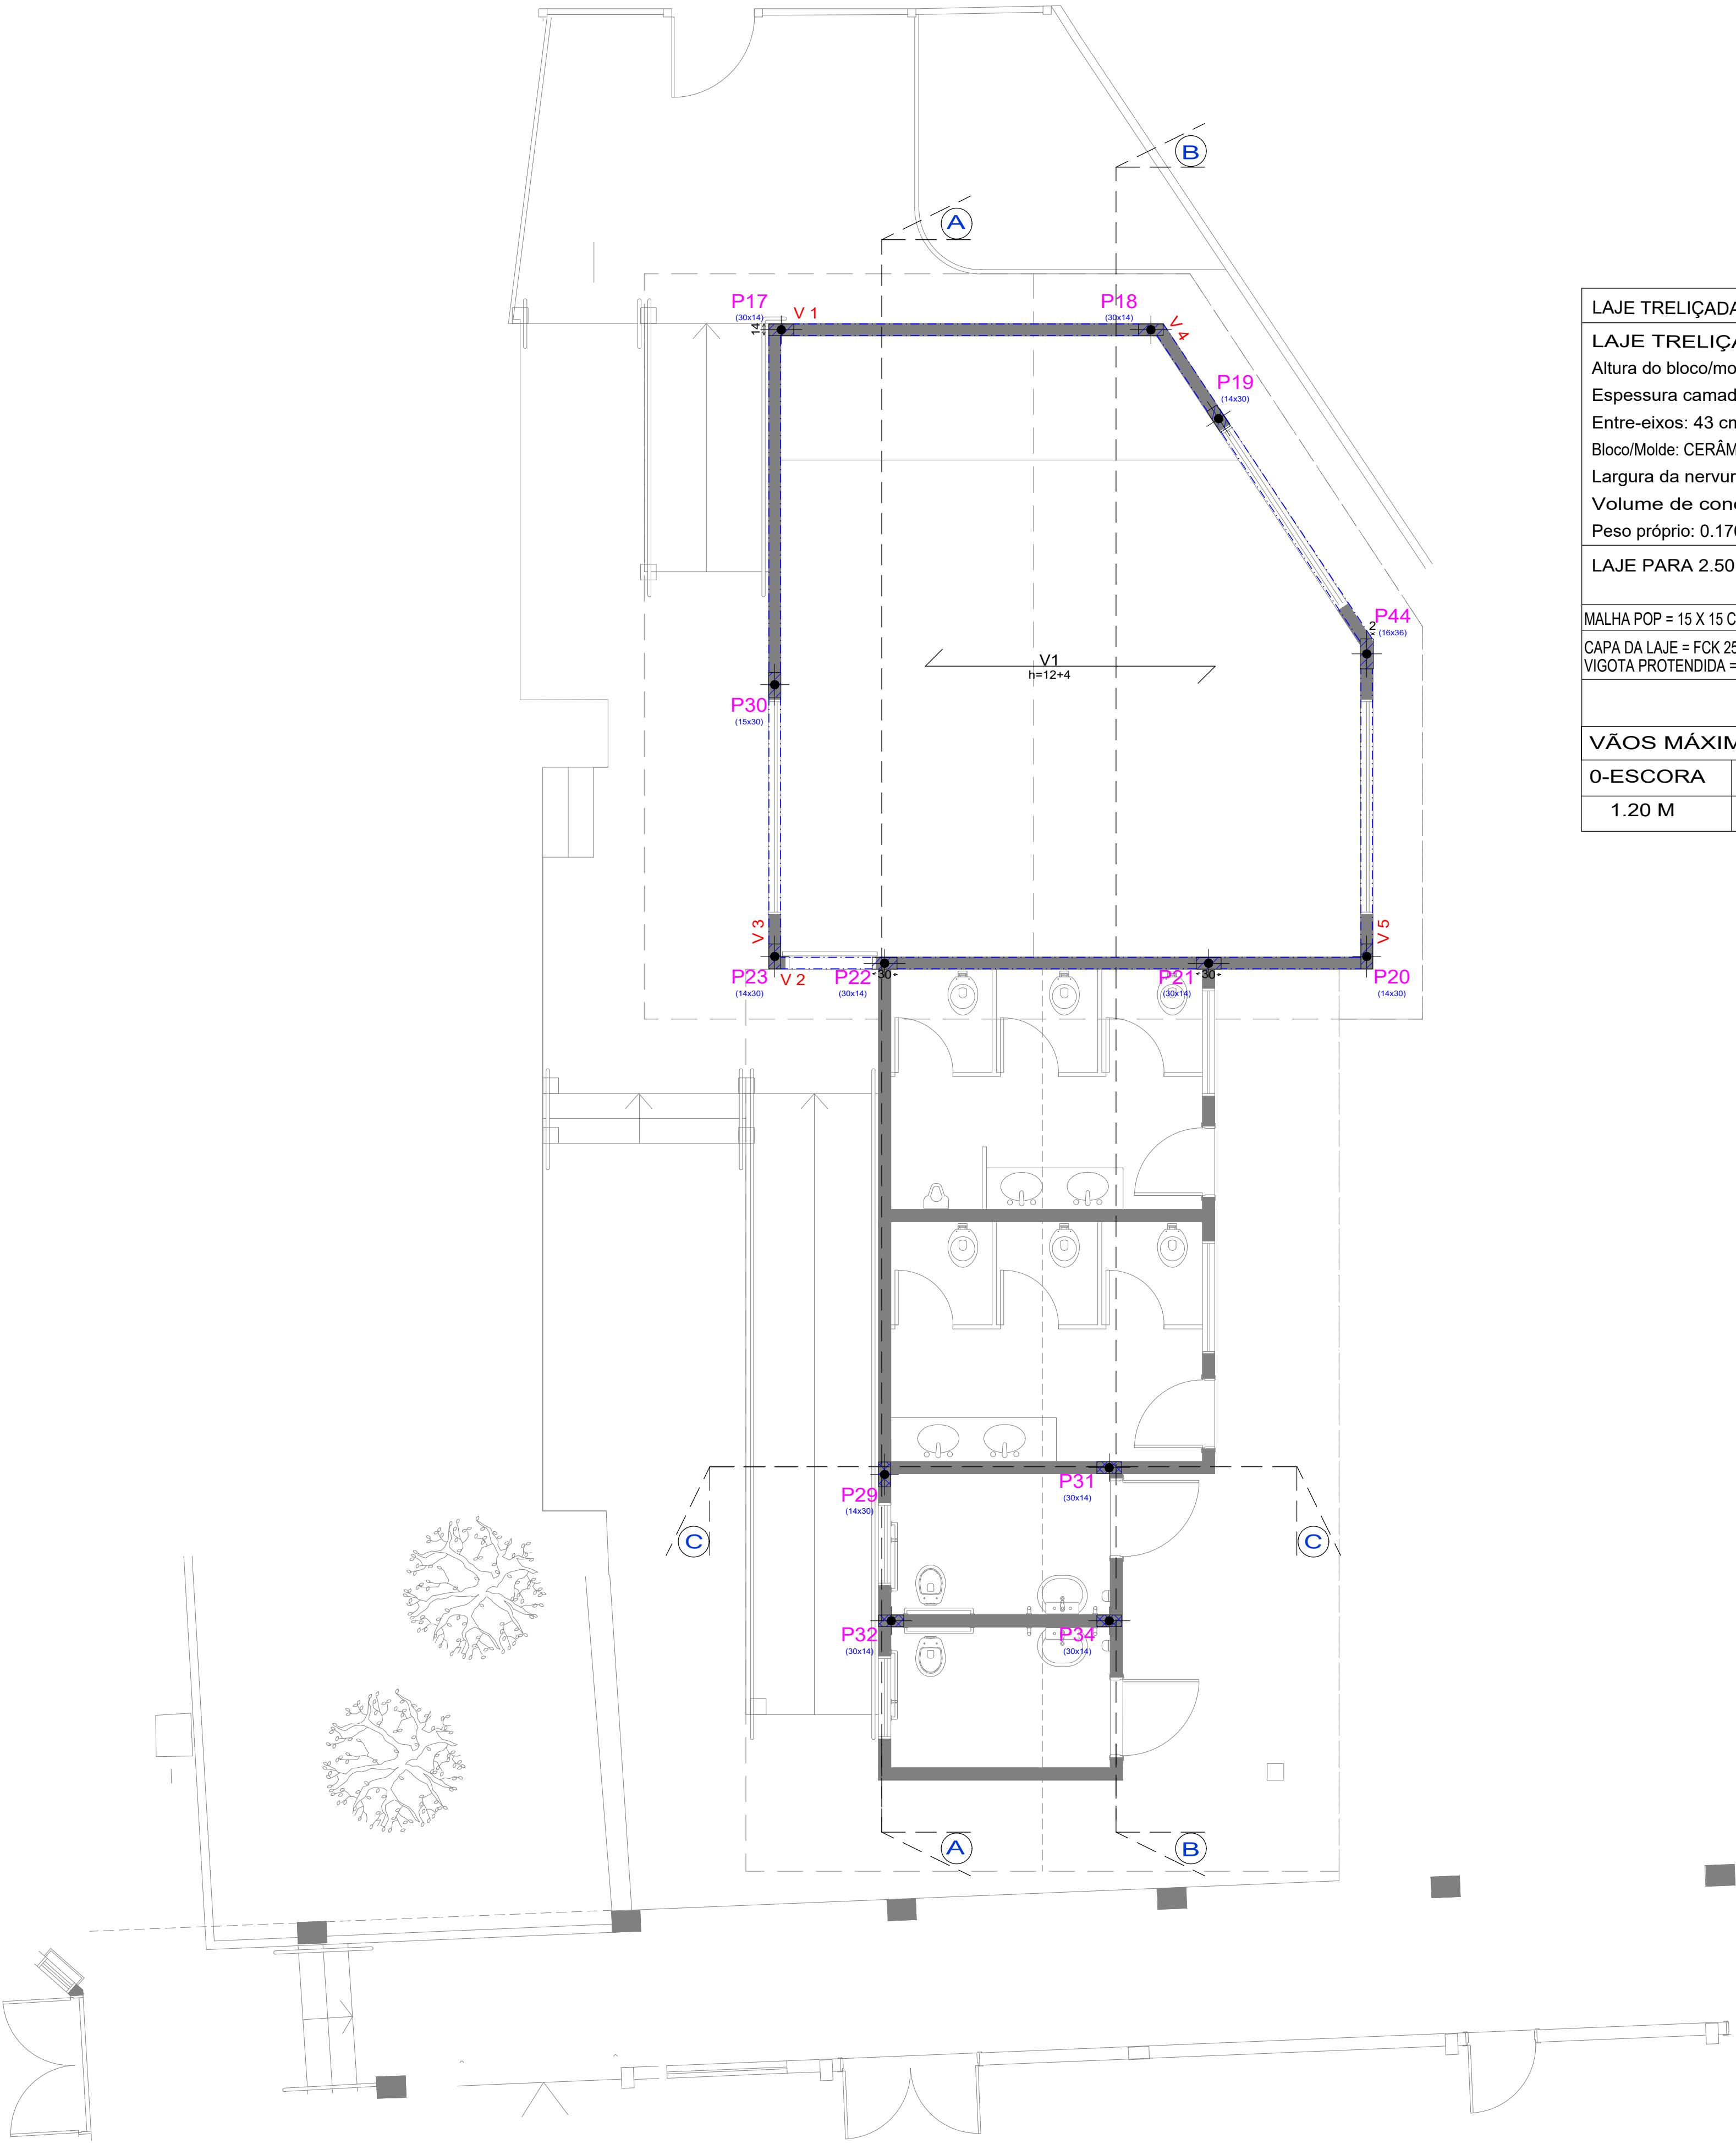 B
A
P17
(30x14)
V 1
14
P18
(30x14)
V 4
P19
(14x30)
P44
(16x36)
2
V1
h=12+4
P30
(15x30)
V 3
V 5
P23
(14x30)
V 2
P22
(30x14)
30
P21
(30x14)
30
P20
(14x30)
LAJE TRELIÇADA
LAJE TRELIÇA
Altura do bloco/mo
Espessura camad
Entre-eixos: 43 cm
Bloco/Molde: CERÂM
Largura da nervur
Volume de conc
Peso próprio: 0.176
LAJE PARA 2.50
MALHA POP = 15 X 15 C
CAPA DA LAJE = FCK 25
VIGOTA PROTENDIDA =
VÃOS MÁXIM
0-ESCORA
1.20 M
P29
(14x30)
P31
(30x14)
C
C
P32
(30x14)
P34
(30x14)
A
B